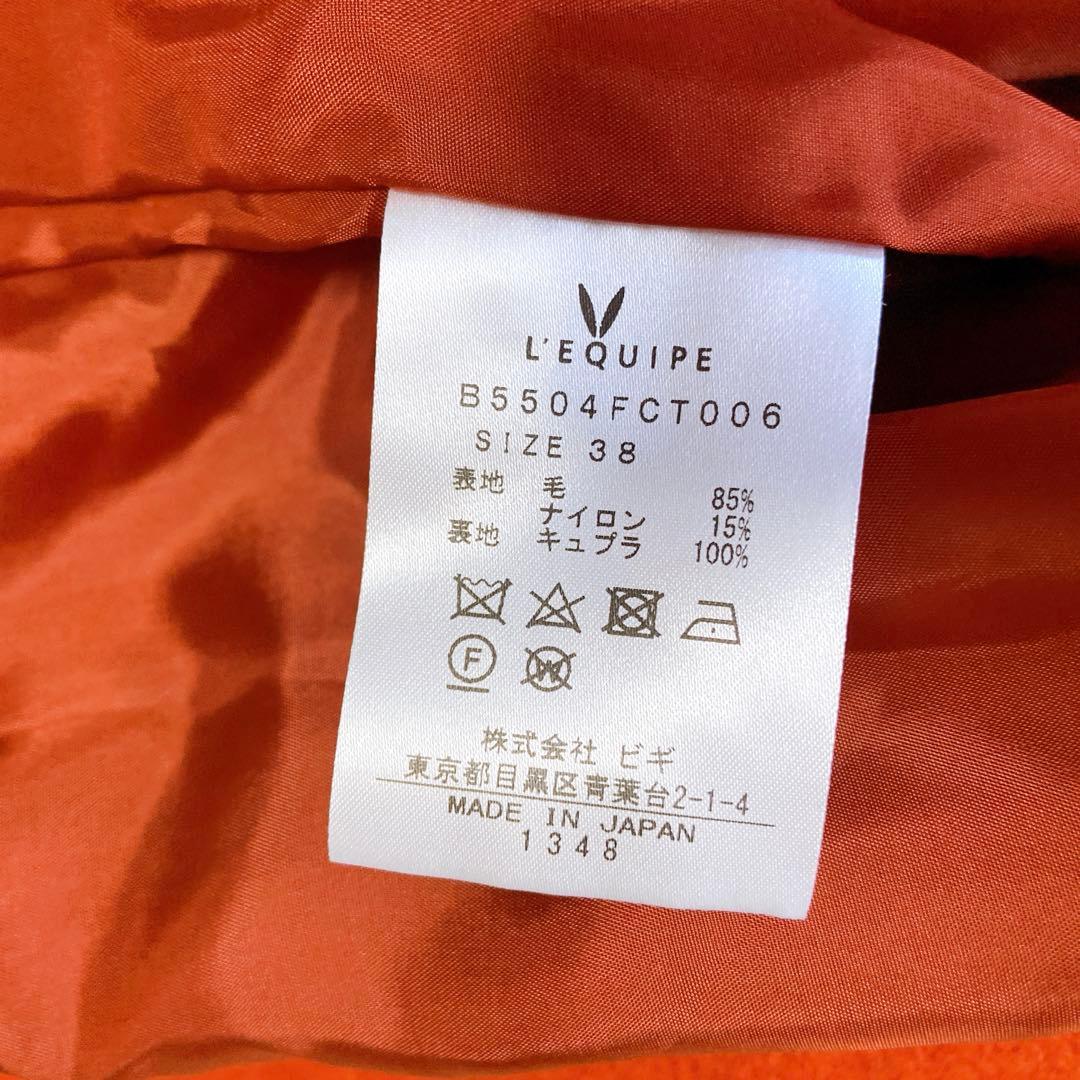 L'EQUIPE
B5504FCT006
SIZE 38
表地 毛 85%
ナイロン 15%
裏地 キュプラ 100%
F
W
株式会社 ビギ
東京都目黒区青葉台2-1-4
MADE IN JAPAN
1348